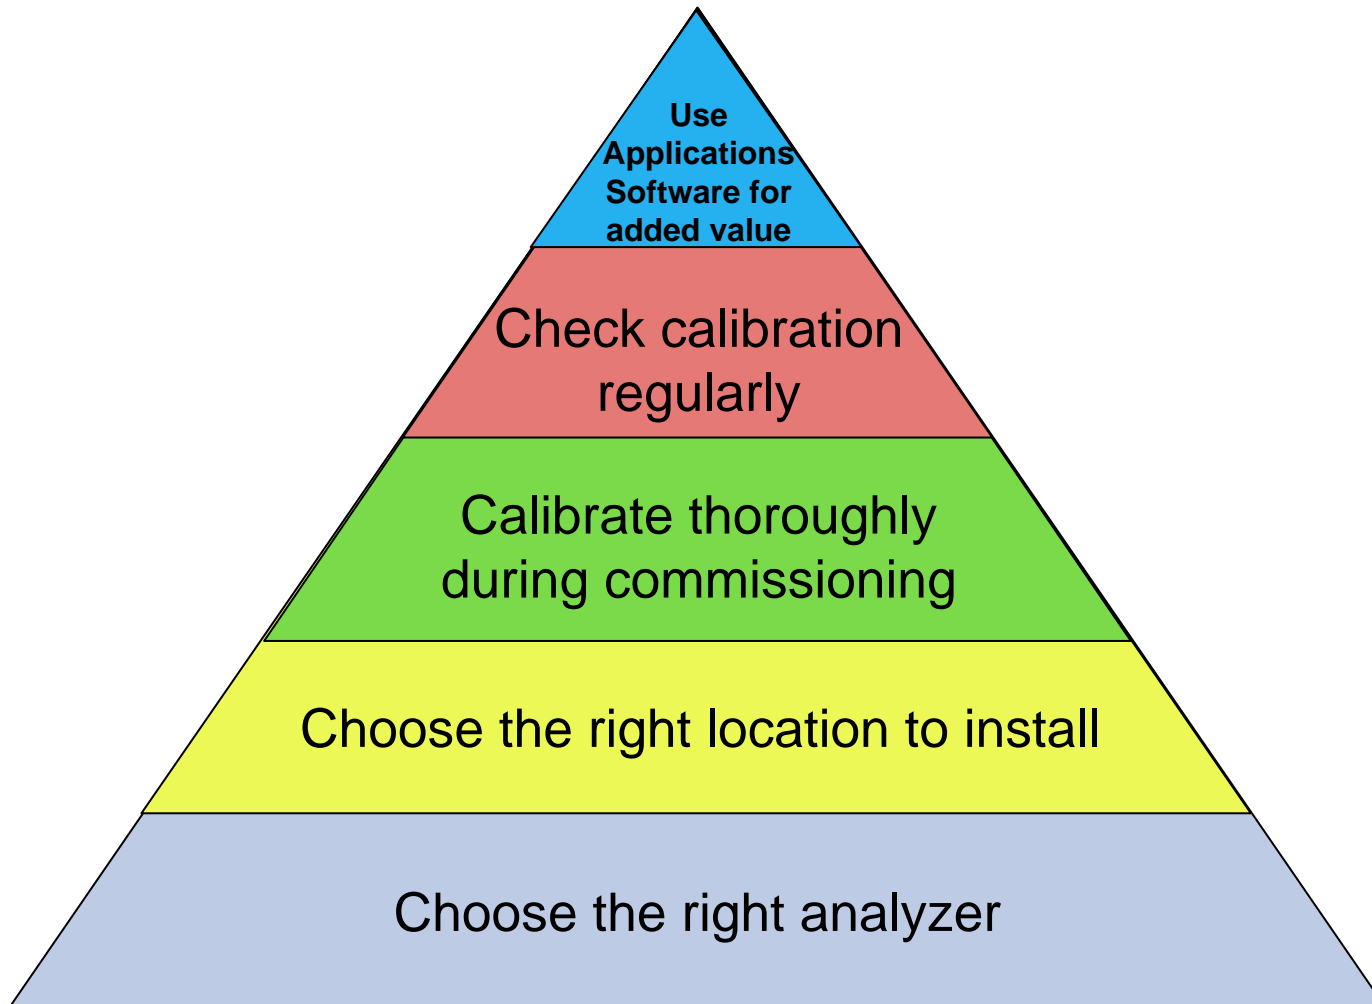 Use
Applications
Software for
added value
Check calibration
regularly
Calibrate thoroughly
during commissioning
Choose the right location to install
Choose the right analyzer